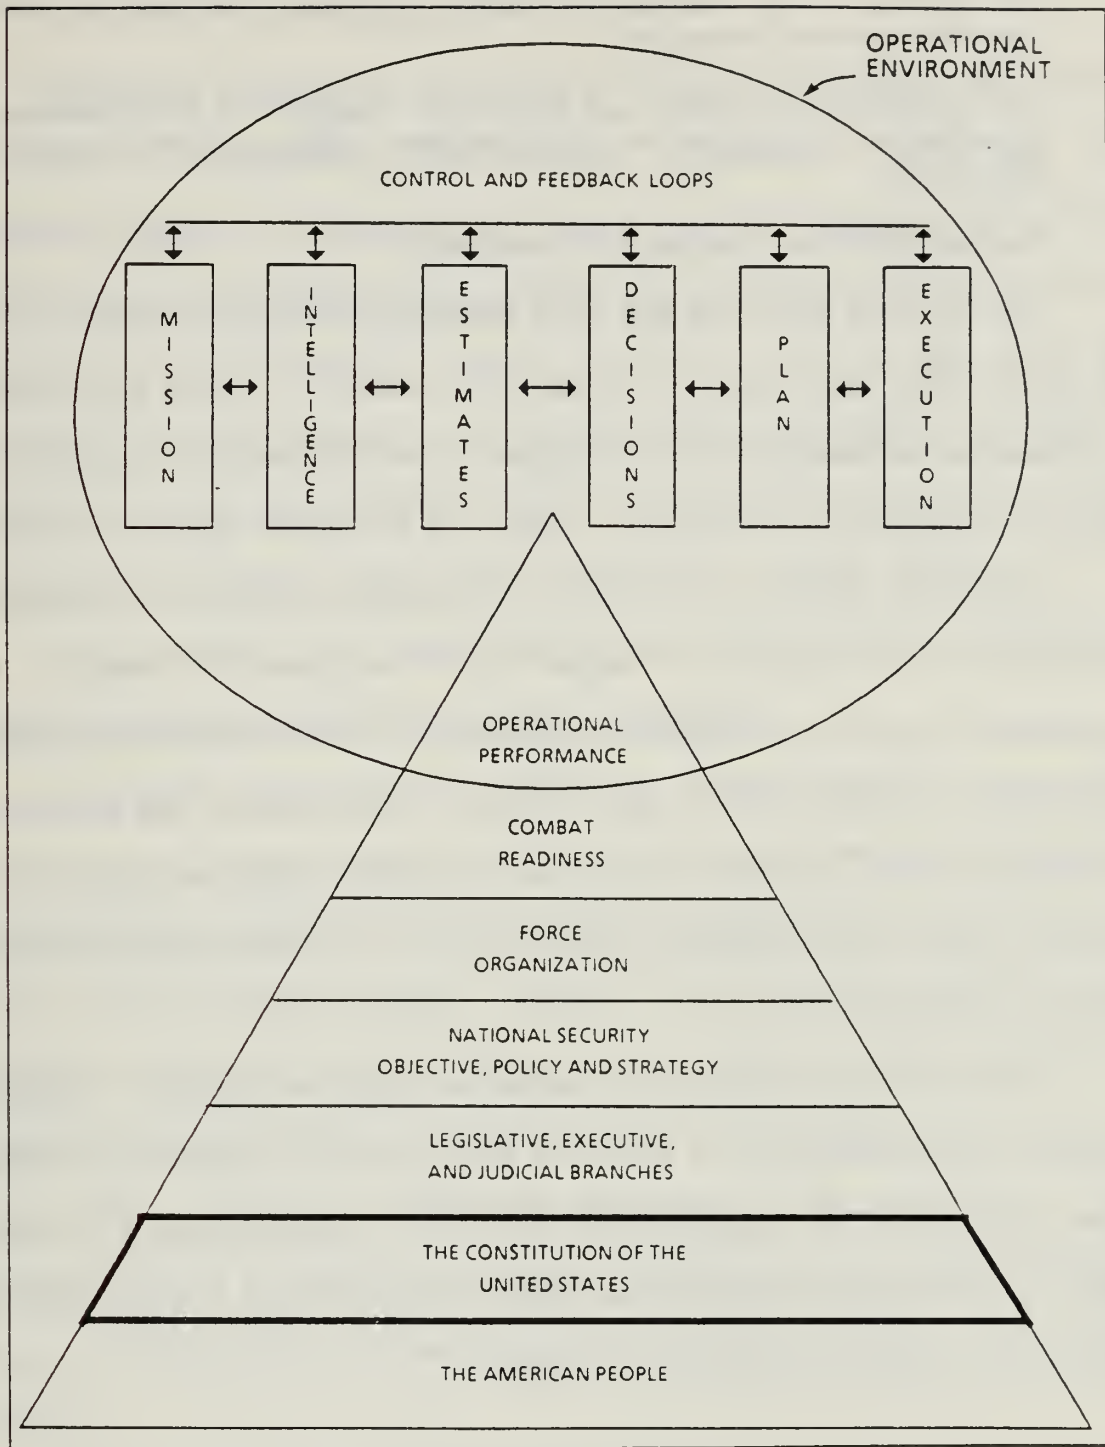 OPERATIONAL
ENVIRONMENT
CONTROL AND FEEDBACK LOOPS
MISSION
INTELLIGENCE
ESTIMATES
DECISIONS
PLAN
EXECUTION
OPERATIONAL
PERFORMANCE
COMBAT
READINESS
FORCE
ORGANIZATION
NATIONAL SECURITY
OBJECTIVE, POLICY AND STRATEGY
LEGISLATIVE, EXECUTIVE,
AND JUDICIAL BRANCHES
THE CONSTITUTION OF THE
UNITED STATES
THE AMERICAN PEOPLE